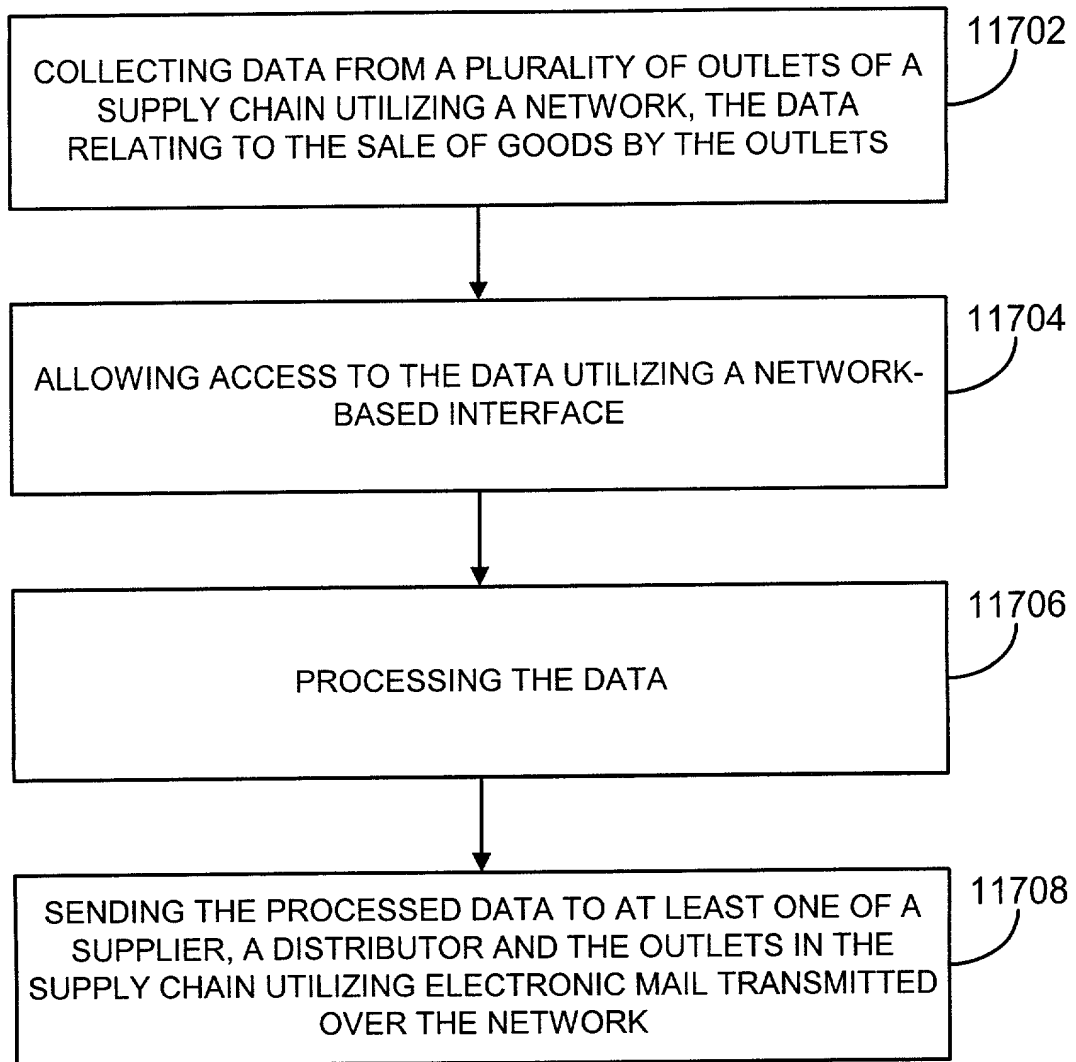 11702
COLLECTING DATA FROM A PLURALITY OF OUTLETS OF A
SUPPLY CHAIN UTILIZING A NETWORK, THE DATA
RELATING TO THE SALE OF GOODS BY THE OUTLETS
11704
ALLOWING ACCESS TO THE DATA UTILIZING A NETWORK-
BASED INTERFACE
11706
PROCESSING THE DATA
11708
SENDING THE PROCESSED DATA TO AT LEAST ONE OF A
SUPPLIER, A DISTRIBUTOR AND THE OUTLETS IN THE
SUPPLY CHAIN UTILIZING ELECTRONIC MAIL TRANSMITTED
OVER THE NETWORK